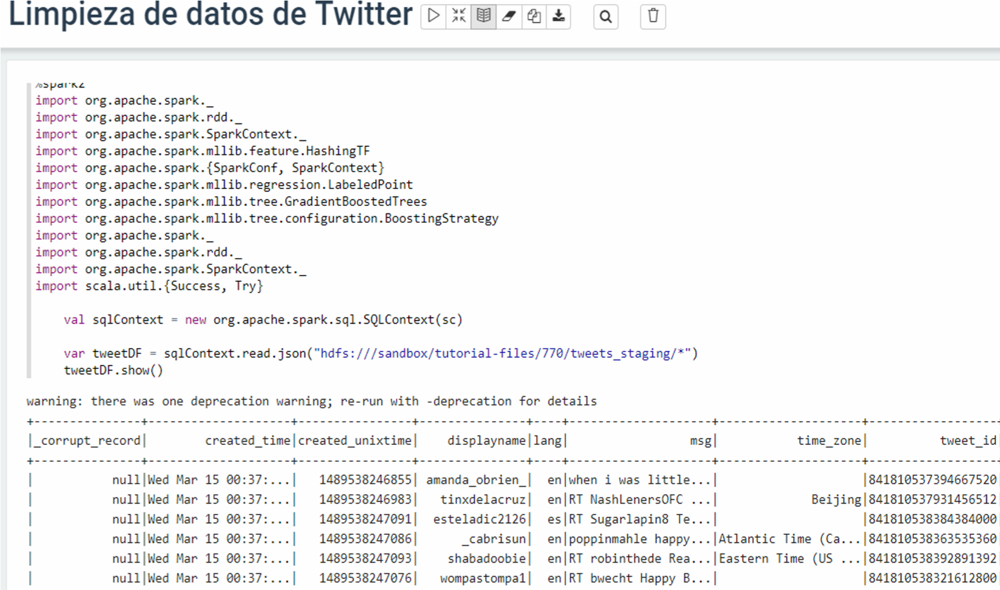 Limpieza de datos de Twitter
%spark2
import org.apache.spark._
import org.apache.spark.rdd._
import org.apache.spark.SparkContext._
import org.apache.spark.mllib.feature.HashingTF
import org.apache.spark.{SparkConf, SparkContext}
import org.apache.spark.mllib.regression.LabeledPoint
import org.apache.spark.mllib.tree.GradientBoostedTrees
import org.apache.spark.mllib.tree.configuration.BoostingStrategy
import org.apache.spark._
import org.apache.spark.rdd._
import org.apache.spark.SparkContext._
import scala.util.{Success, Try}
val sqlContext = new org.apache.spark.sql.SQLContext(sc)
var tweetDF = sqlContext.read.json("hdfs:///sandbox/tutorial-files/770/tweets_staging/*")
tweetDF.show()
warning: there was one deprecation warning; re-run with -deprecation for details
+---------------+--------------------+----------------+---------------+----+--------------------+--------------------+------------------
|_corrupt_record|        created_time|created_unixtime|    displayname|lang|                 msg|           time_zone|          tweet_id|
+---------------+--------------------+----------------+---------------+----+--------------------+--------------------+------------------
|           null|Wed Mar 15 00:37:...|   1489538246855| amanda_obrien_|  en|when i was little...|                    |841810537394667520|
|           null|Wed Mar 15 00:37:...|   1489538246983|   tinxdelacruz|  en|RT NashLenersOFC ...|             Beijing|841810537931456512|
|           null|Wed Mar 15 00:37:...|   1489538247091|  esteladic2126|  es|RT Sugarlapin8 Te...|                    |841810538384384000|
|           null|Wed Mar 15 00:37:...|   1489538247086|      _cabrisun|  en|poppinmahle happy...|Atlantic Time (Ca...|841810538363535360|
|           null|Wed Mar 15 00:37:...|   1489538247093|    shabadoobie|  en|RT robinthede Rea...|Eastern Time (US ...|841810538392891392|
|           null|Wed Mar 15 00:37:...|   1489538247076|   wompastompa1|  en|RT bwecht Happy B...|                    |841810538321612800|